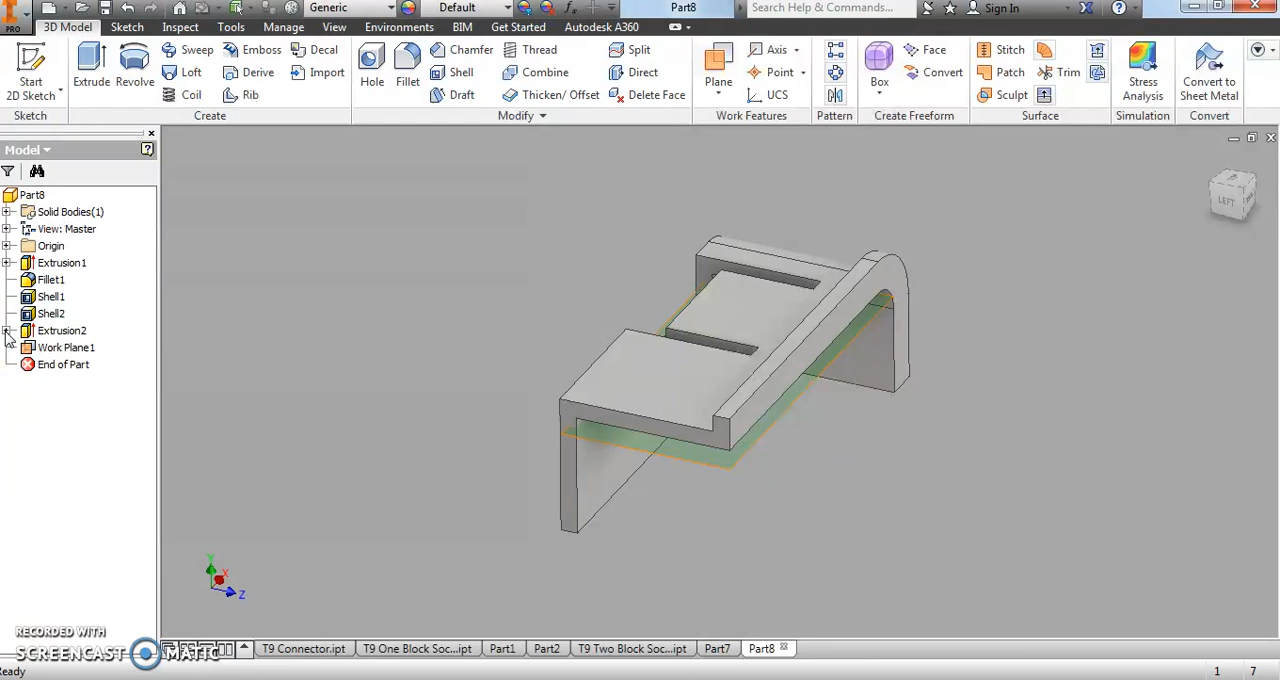 Generic Default Part8 Search Help & Commands... Sign In
PRO 3D Model Sketch Inspect Tools Manage View Environments BIM Get Started Autodesk A360
Start 2D Sketch Extrude Revolve Sweep Emboss Decal Hole Fillet Chamfer Thread Split Plane Axis Box Face Stitch Stress Analysis Convert to Sheet Metal
Loft Derive Import Shell Combine Direct Point Convert Patch Trim
Coil Rib Draft Thicken/ Offset Delete Face UCS Sculpt
Sketch Create Modify Work Features Pattern Create Freeform Surface Simulation Convert
Model
Part8
Solid Bodies(1)
View: Master
Origin
Extrusion1
Fillet1
Shell1
Shell2
Extrusion2
Work Plane1
End of Part
LEFT
Y
X
Z
RECORDED WITH
SCREENCAST MATIC
T9 Connector.ipt T9 One Block Soc...ipt Part1 Part2 T9 Two Block Soc...ipt Part7 Part8
Ready 1 7